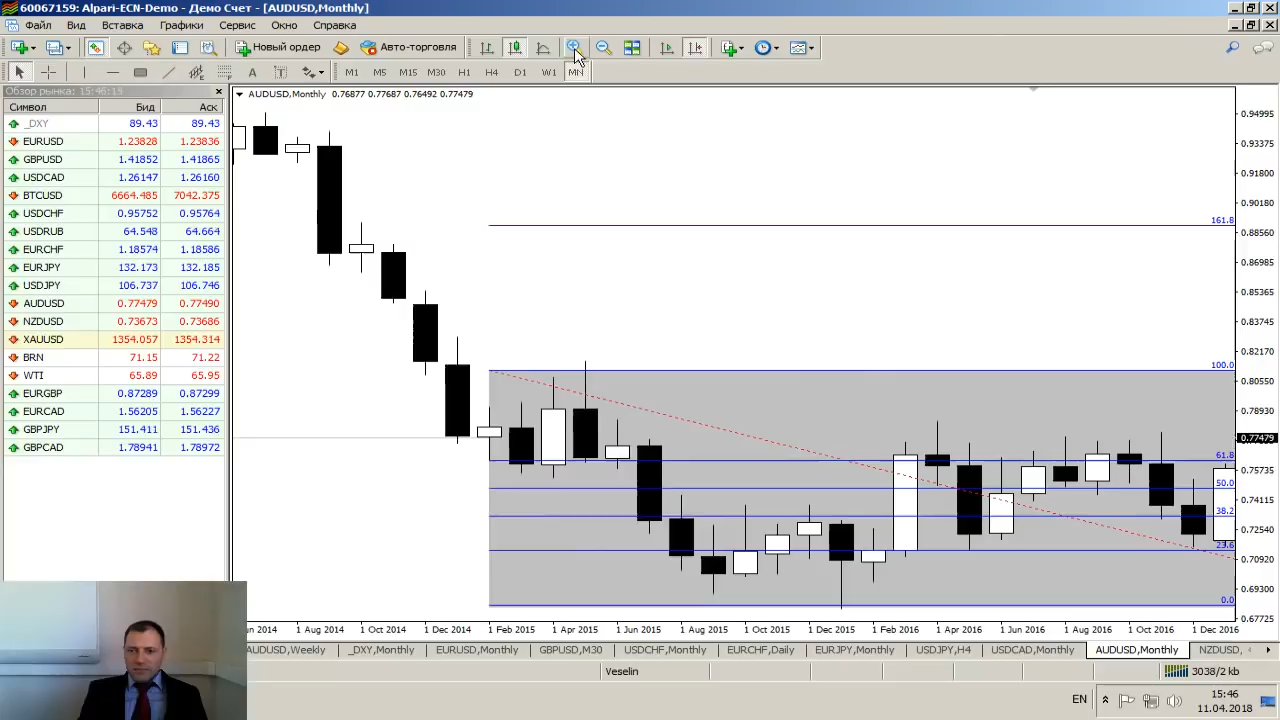 60067159: Alpari-ECN-Demo - Демо Счет - [AUDUSD,Monthly]
Файл Вид Вставка Графики Сервис Окно Справка
Новый ордер Авто-торговля
A T M1 M5 M15 M30 H1 H4 D1 W1 MN
Обзор рынка: 15:46:19
Символ Бид Аск
_DXY 89.43 89.43
EURUSD 1.23828 1.23836
GBPUSD 1.41852 1.41865
USDCAD 1.26147 1.26160
BTCUSD 6664.485 7042.375
USDCHF 0.95752 0.95764
USDRUB 64.548 64.664
EURCHF 1.18574 1.18586
EURJPY 132.173 132.185
USDJPY 106.737 106.746
AUDUSD 0.77479 0.77490
NZDUSD 0.73673 0.73686
XAUUSD 1354.057 1354.314
BRN 71.15 71.22
WTI 65.89 65.95
EURGBP 0.87289 0.87299
EURCAD 1.56205 1.56227
GBPJPY 151.411 151.436
GBPCAD 1.78941 1.78972
AUDUSD,Monthly 0.76877 0.77687 0.76492 0.77479
0.94995
0.93375
0.91800
0.90180
161.8
0.88560
0.86985
0.85365
0.83745
0.82170
100.0
0.80550
0.78930
0.77479
61.8
0.75735
50.0
0.74115
38.2
0.72540
23.6
0.70920
0.69300
0.0
0.67725
un 2014 1 Aug 2014 1 Oct 2014 1 Dec 2014 1 Feb 2015 1 Apr 2015 1 Jun 2015 1 Aug 2015 1 Oct 2015 1 Dec 2015 1 Feb 2016 1 Apr 2016 1 Jun 2016 1 Aug 2016 1 Oct 2016 1 Dec 2016
AUDUSD,Weekly _DXY,Monthly EURUSD,Monthly GBPUSD,M30 USDCHF,Monthly EURCHF,Daily EURJPY,Monthly USDJPY,H4 USDCAD,Monthly AUDUSD,Monthly NZDUSD,
Veselin 3038/2 kb
EN 15:46
11.04.2018